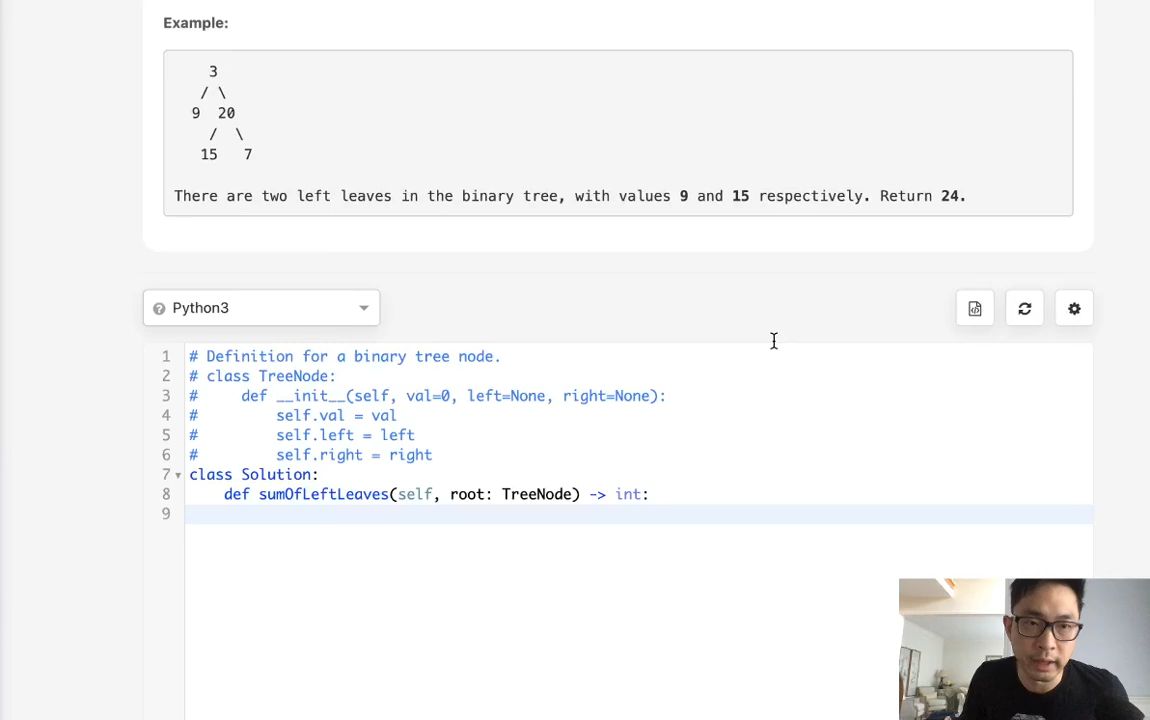 Example:
3
/ \
9 20
/ \
15 7
There are two left leaves in the binary tree, with values 9 and 15 respectively. Return 24.
Python3
1 # Definition for a binary tree node.
2 # class TreeNode:
3 #     def __init__(self, val=0, left=None, right=None):
4 #         self.val = val
5 #         self.left = left
6 #         self.right = right
7 class Solution:
8     def sumOfLeftLeaves(self, root: TreeNode) -> int:
9